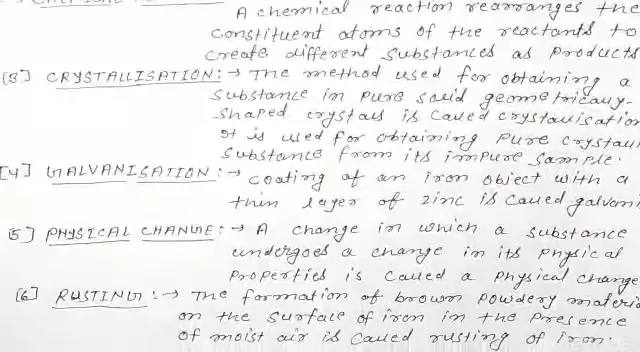 A chemical reaction rearranges the
constituent atoms of the reactants to
create different substances as products
[3] CRYSTALLISATION: → The method used for obtaining a
substance in pure solid geometrically-
shaped crystals is called crystallisation
It is used for obtaining pure crystall
substance from its impure sample.
[4] GALVANISATION: → coating of an iron object with a
thin layer of zinc is called galvani
5] PHYSICAL CHANGE: → A change in which a substance
undergoes a change in its physical
properties is called a physical change
[6] RUSTING: → The formation of brown powdery materia
on the surface of iron in the presence
of moist air is called rusting of iron.